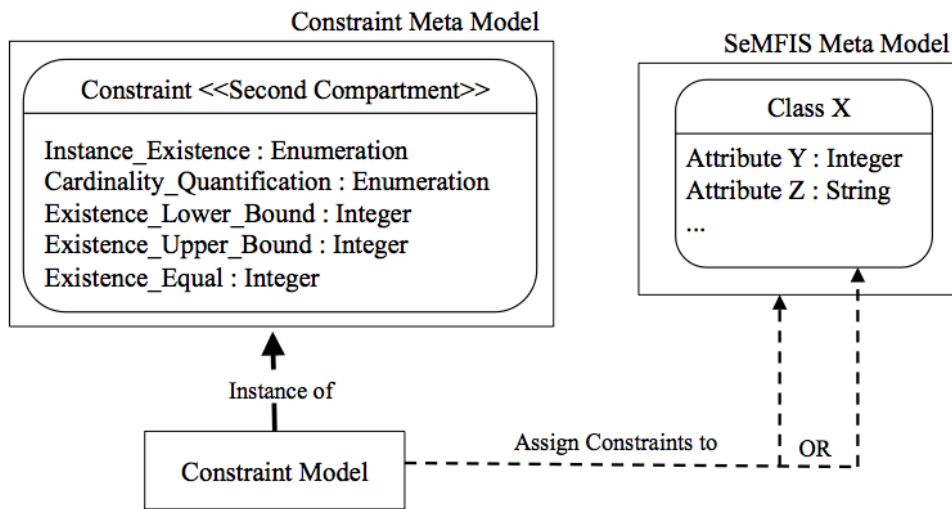 Constraint Meta Model
Constraint <<Second Compartment>>
Instance_Existence : Enumeration
Cardinality_Quantification : Enumeration
Existence_Lower_Bound : Integer
Existence_Upper_Bound : Integer
Existence_Equal : Integer
SeMFIS Meta Model
Class X
Attribute Y : Integer
Attribute Z : String
...
Instance of
Constraint Model
Assign Constraints to
OR